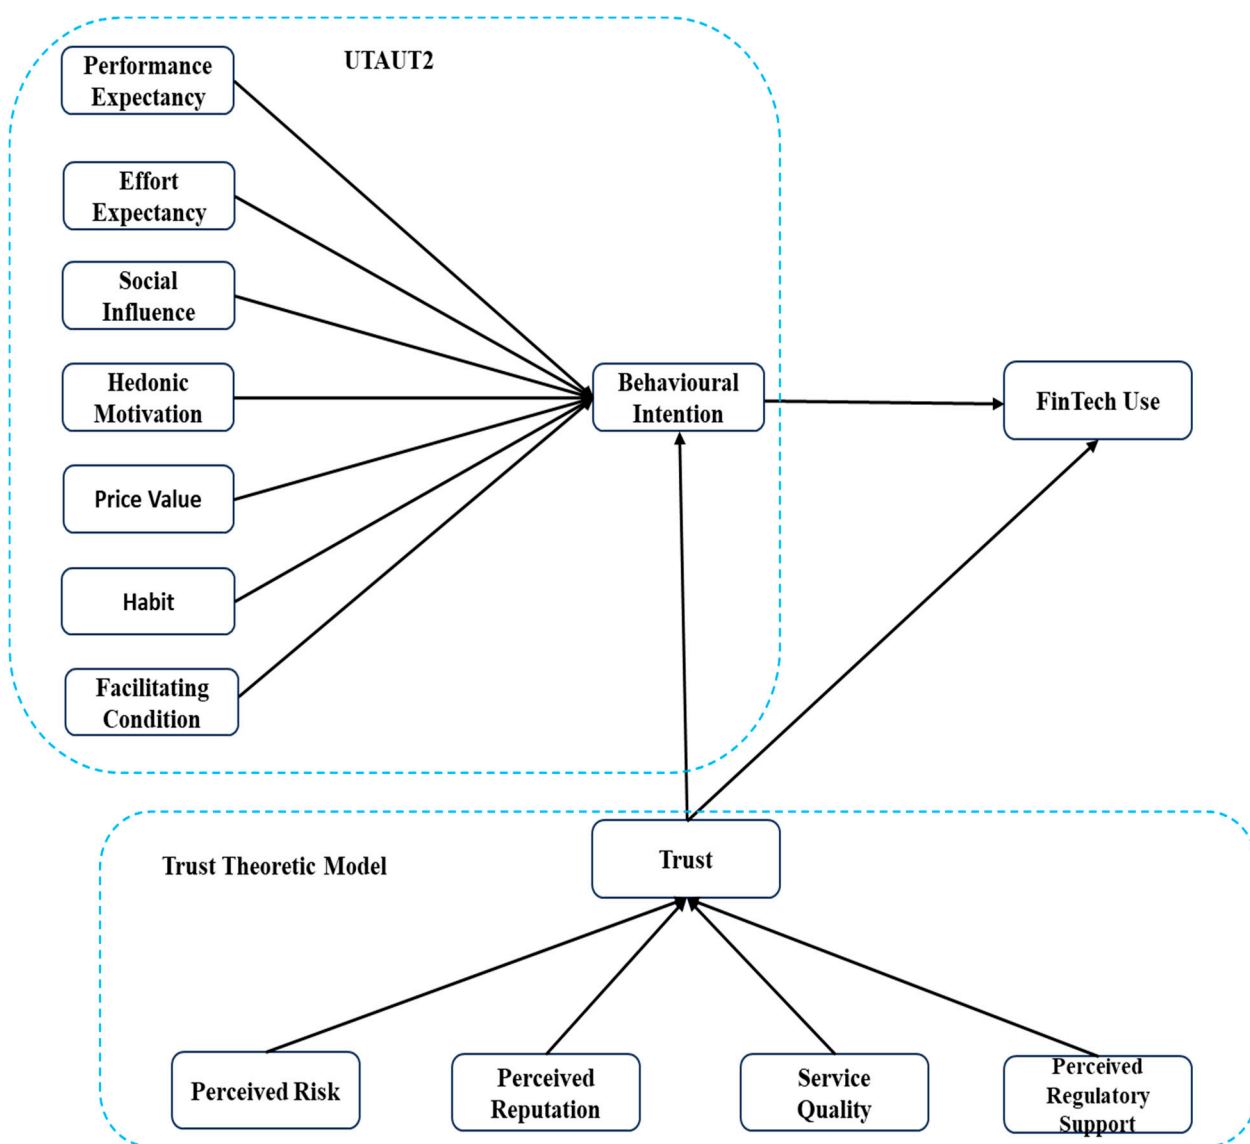 UTAUT2
Performance
Expectancy
Effort
Expectancy
Social
Influence
Hedonic
Motivation
Price Value
Habit
Facilitating
Condition
Behavioural
Intention
FinTech Use
Trust Theoretic Model
Trust
Perceived Risk
Perceived
Reputation
Service
Quality
Perceived
Regulatory
Support